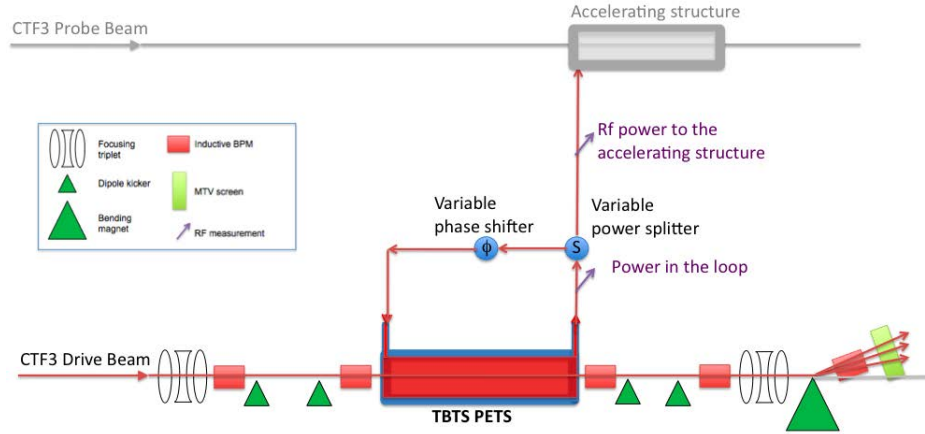 Accelerating structure
CTF3 Probe Beam
Focusing
triplet
Inductive BPM
Dipole kicker
MTV screen
Bending
magnet
RF measurement
Rf power to the
accelerating structure
Variable
phase shifter
Variable
power splitter
ϕ
S
Power in the loop
CTF3 Drive Beam
TBTS PETS